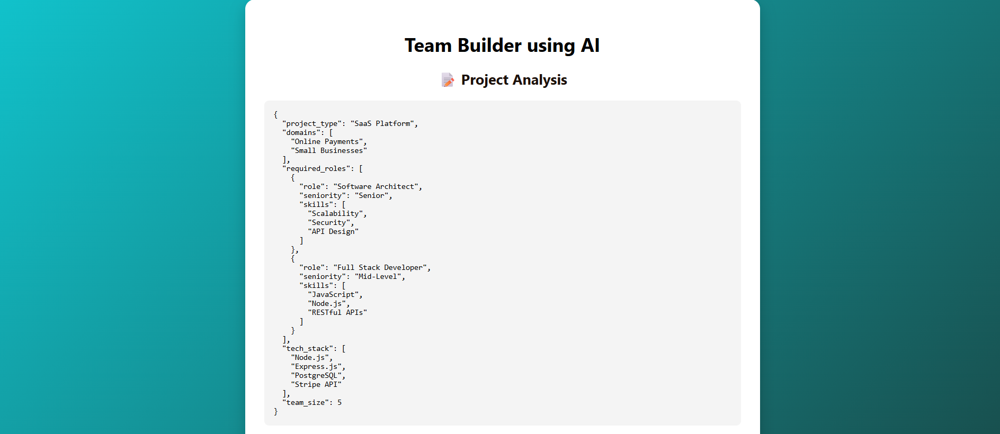 Team Builder using AI
📝 Project Analysis
{
  "project_type": "SaaS Platform",
  "domains": [
    "Online Payments",
    "Small Businesses"
  ],
  "required_roles": [
    {
      "role": "Software Architect",
      "seniority": "Senior",
      "skills": [
        "Scalability",
        "Security",
        "API Design"
      ]
    },
    {
      "role": "Full Stack Developer",
      "seniority": "Mid-Level",
      "skills": [
        "JavaScript",
        "Node.js",
        "RESTful APIs"
      ]
    }
  ],
  "tech_stack": [
    "Node.js",
    "Express.js",
    "PostgreSQL",
    "Stripe API"
  ],
  "team_size": 5
}